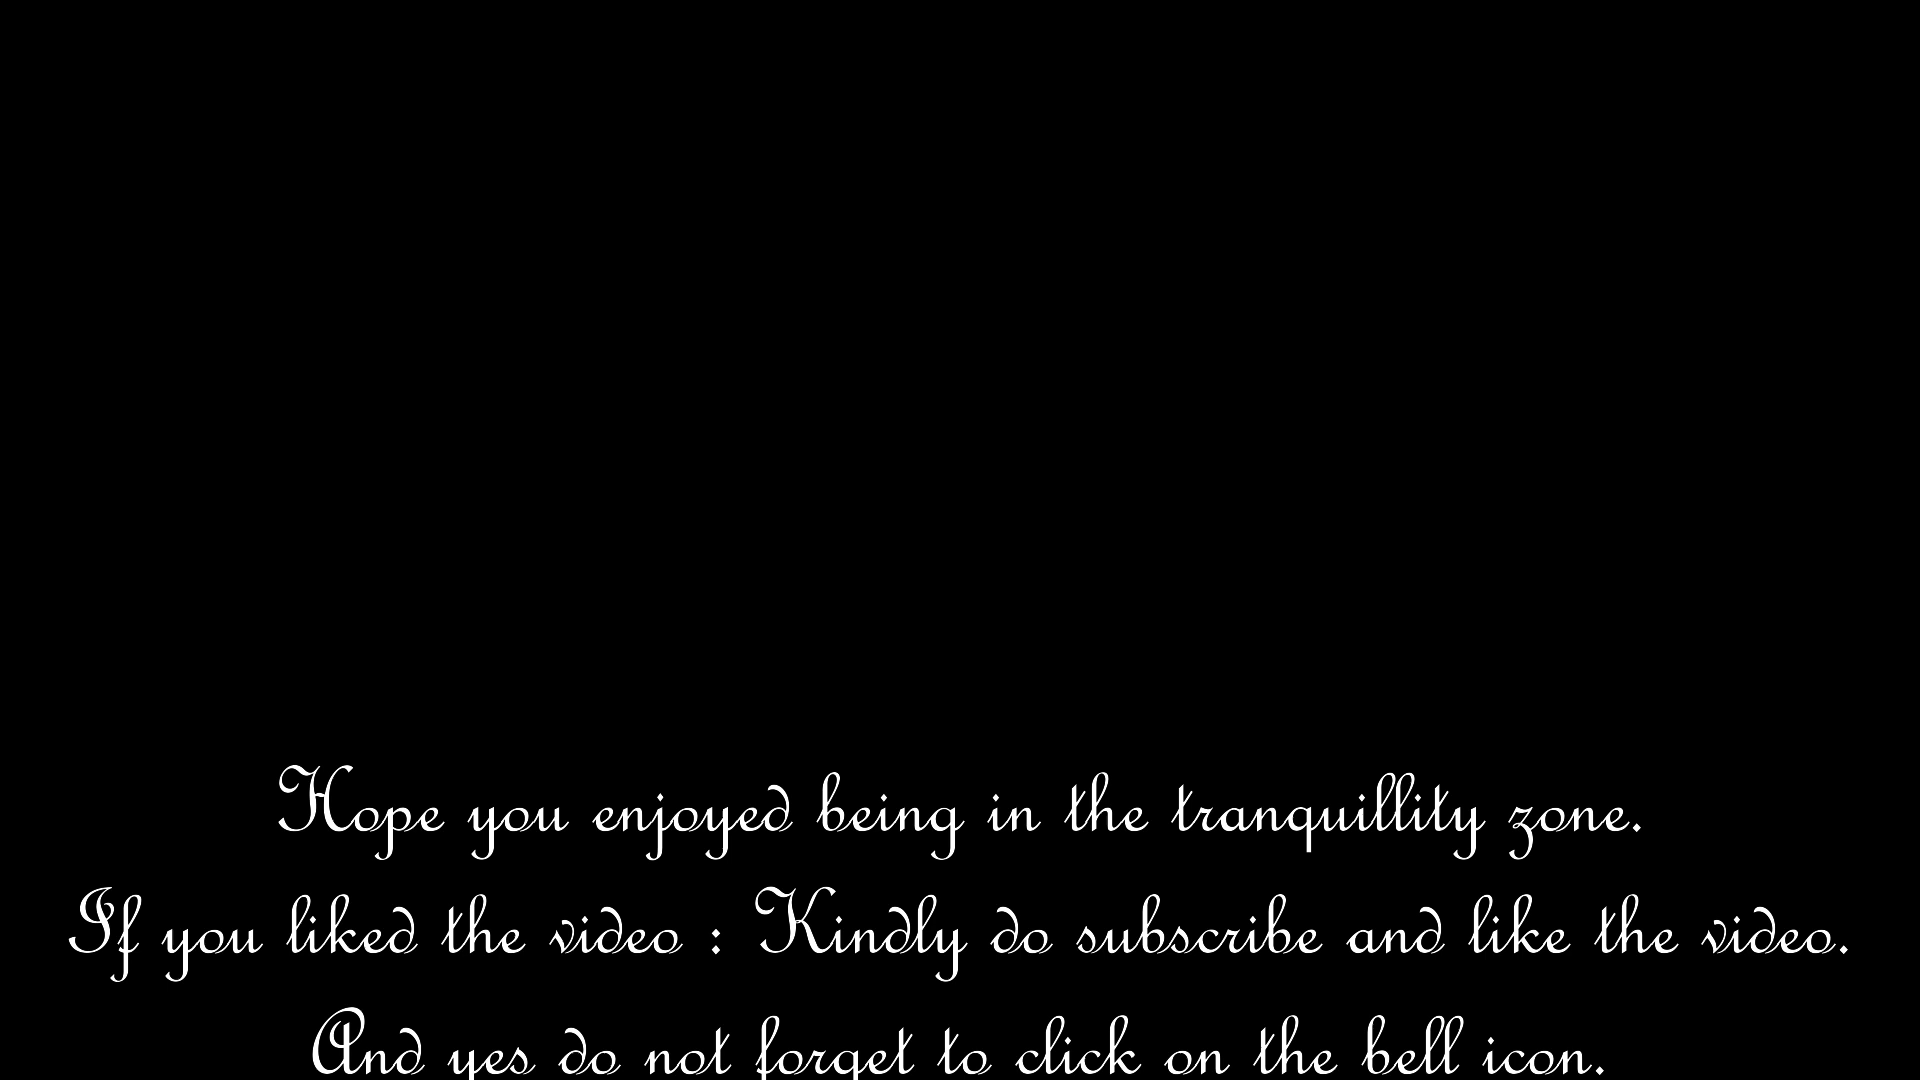 Hope you enjoyed being in the tranquillity zone.
If you liked the video : Kindly do subscribe and like the video.
And yes do not forget to click on the bell icon.